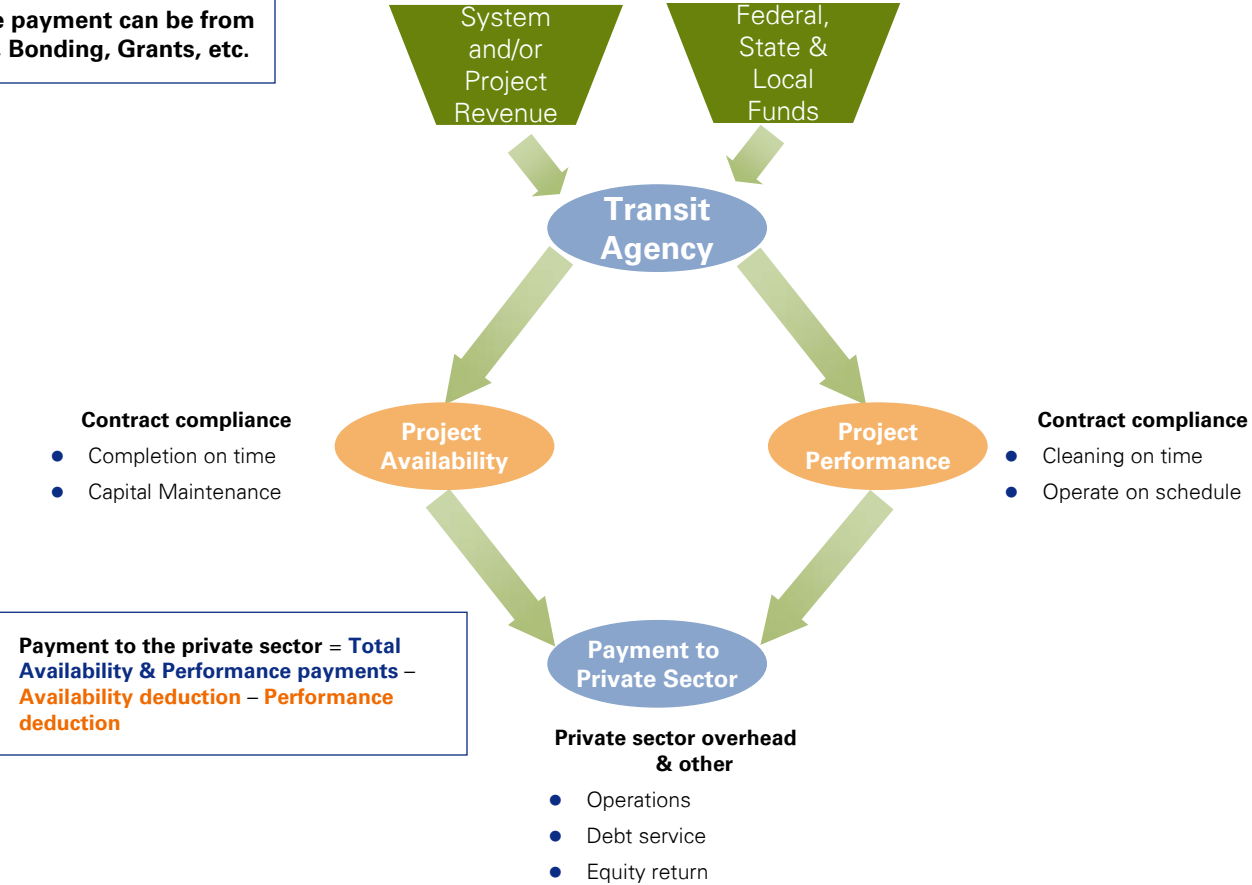 e payment can be from
Bonding, Grants, etc.
System
and/or
Project
Revenue
Federal,
State &
Local
Funds
Transit
Agency
Contract compliance
● Completion on time
● Capital Maintenance
Project
Availability
Project
Performance
Contract compliance
● Cleaning on time
● Operate on schedule
Payment to the private sector = Total
Availability & Performance payments –
Availability deduction – Performance
deduction
Payment to
Private Sector
Private sector overhead
& other
● Operations
● Debt service
● Equity return